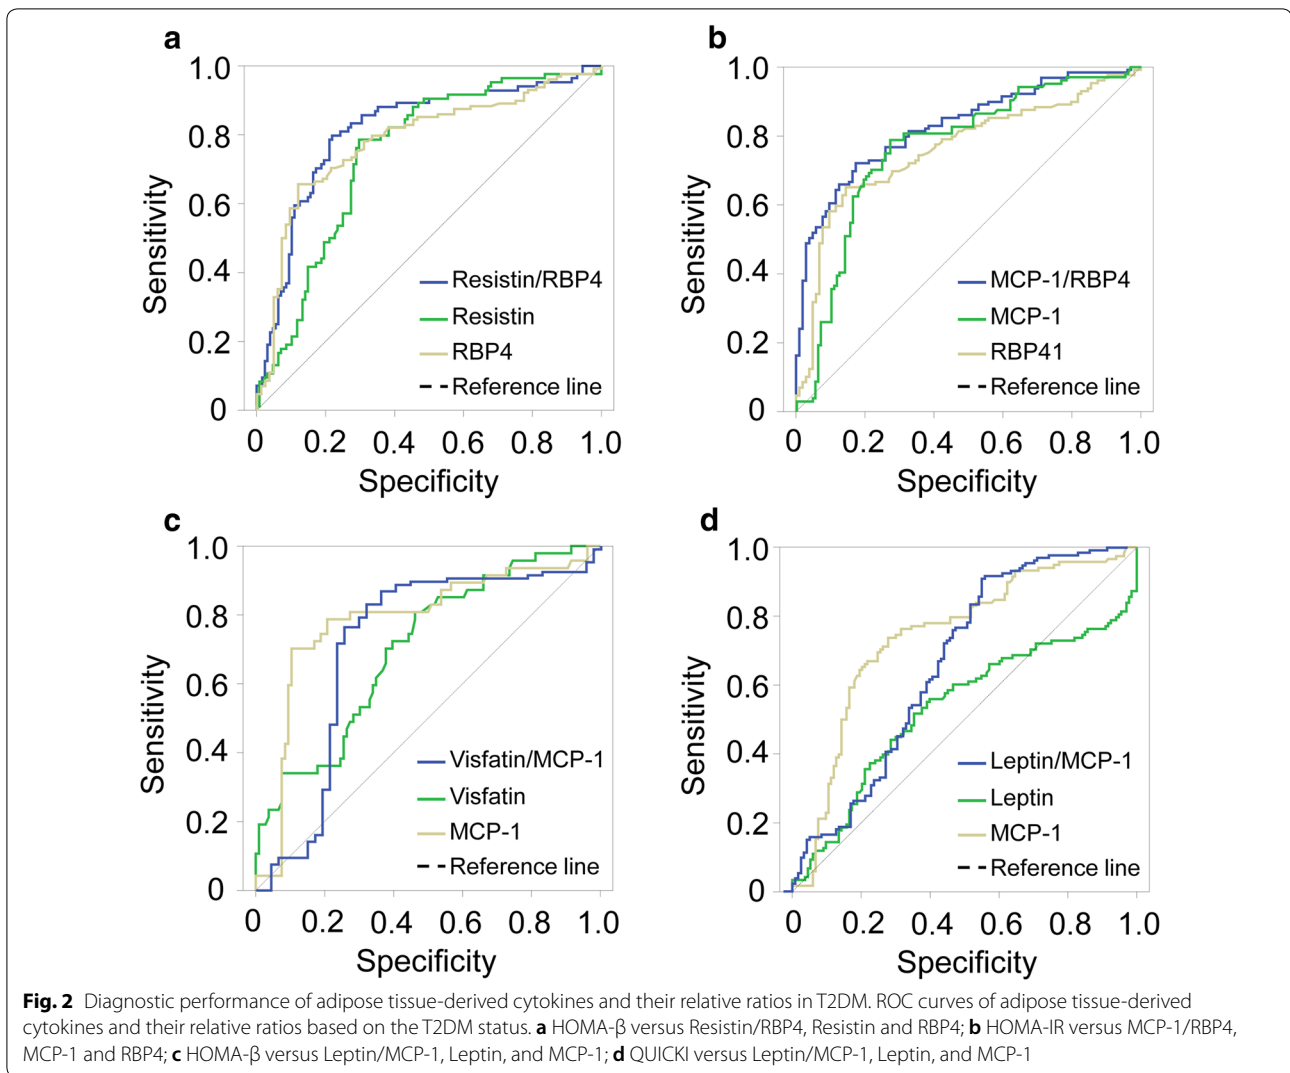 a
1.0
0.8
0.6
0.4
0.2
0
Sensitivity
Resistin/RBP4
Resistin
RBP4
Reference line
0 0.2 0.4 0.6 0.8 1.0
Specificity
b
1.0
0.8
0.6
0.4
0.2
0
Sensitivity
MCP-1/RBP4
MCP-1
RBP41
Reference line
0 0.2 0.4 0.6 0.8 1.0
Specificity
c
1.0
0.8
0.6
0.4
0.2
0
Sensitivity
Visfatin/MCP-1
Visfatin
MCP-1
Reference line
0 0.2 0.4 0.6 0.8 1.0
Specificity
d
1.0
0.8
0.6
0.4
0.2
0
Sensitivity
Leptin/MCP-1
Leptin
MCP-1
Reference line
0 0.2 0.4 0.6 0.8 1.0
Specificity
Fig. 2 Diagnostic performance of adipose tissue-derived cytokines and their relative ratios in T2DM. ROC curves of adipose tissue-derived
cytokines and their relative ratios based on the T2DM status. a HOMA-β versus Resistin/RBP4, Resistin and RBP4; b HOMA-IR versus MCP-1/RBP4,
MCP-1 and RBP4; c HOMA-β versus Leptin/MCP-1, Leptin, and MCP-1; d QUICKI versus Leptin/MCP-1, Leptin, and MCP-1